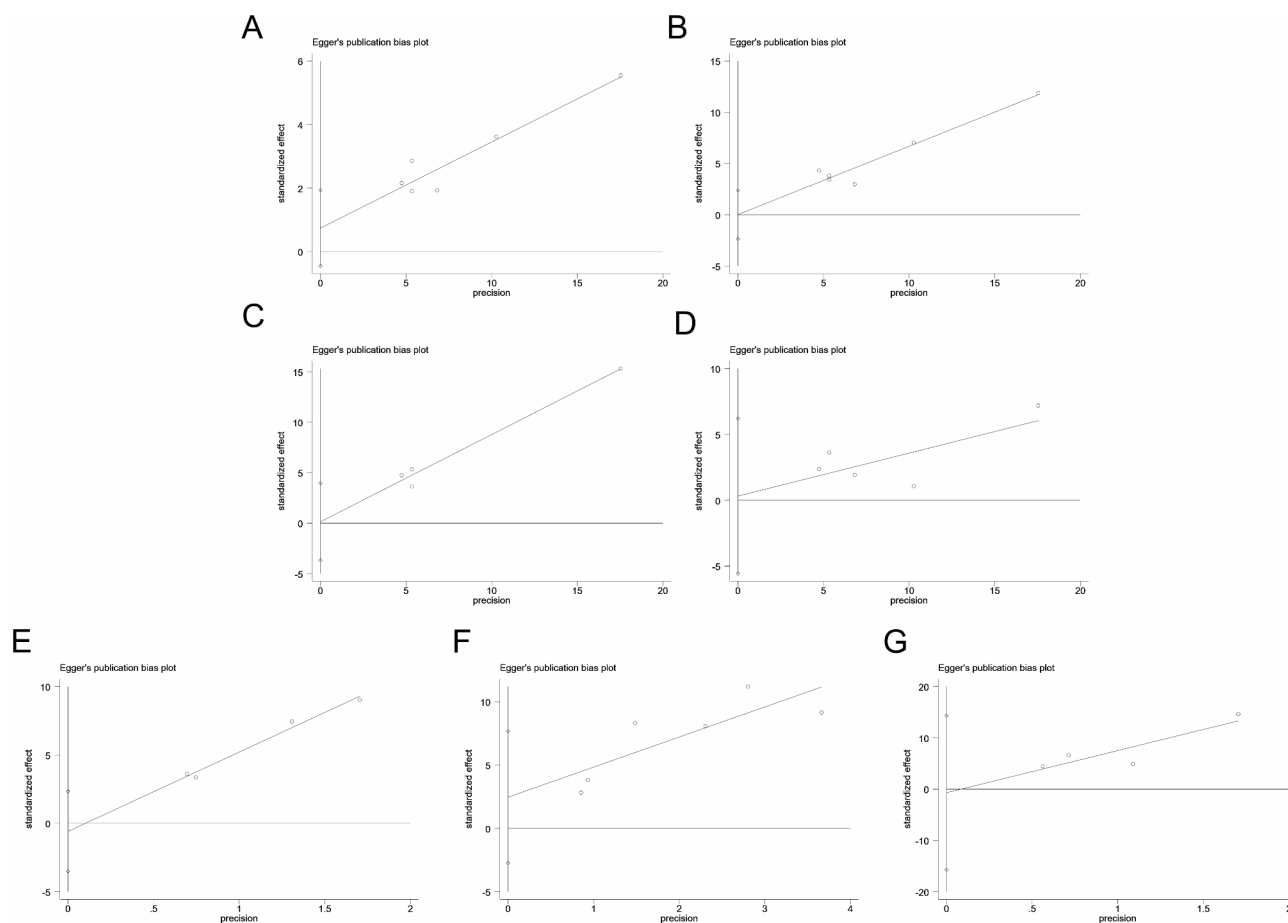 A
Egger's publication bias plot
standardized effect
6
4
2
0
0 5 10 15 20
precision
B
Egger's publication bias plot
standardized effect
15
10
5
0
-5
0 5 10 15 20
precision
C
Egger's publication bias plot
standardized effect
15
10
5
0
-5
0 5 10 15 20
precision
D
Egger's publication bias plot
standardized effect
10
5
0
-5
0 5 10 15 20
precision
E
Egger's publication bias plot
standardized effect
10
5
0
-5
0 .5 1 1.5 2
precision
F
Egger's publication bias plot
standardized effect
10
5
0
-5
0 1 2 3 4
precision
G
Egger's publication bias plot
standardized effect
20
10
0
-10
-20
0 .5 1 1.5 2
precision